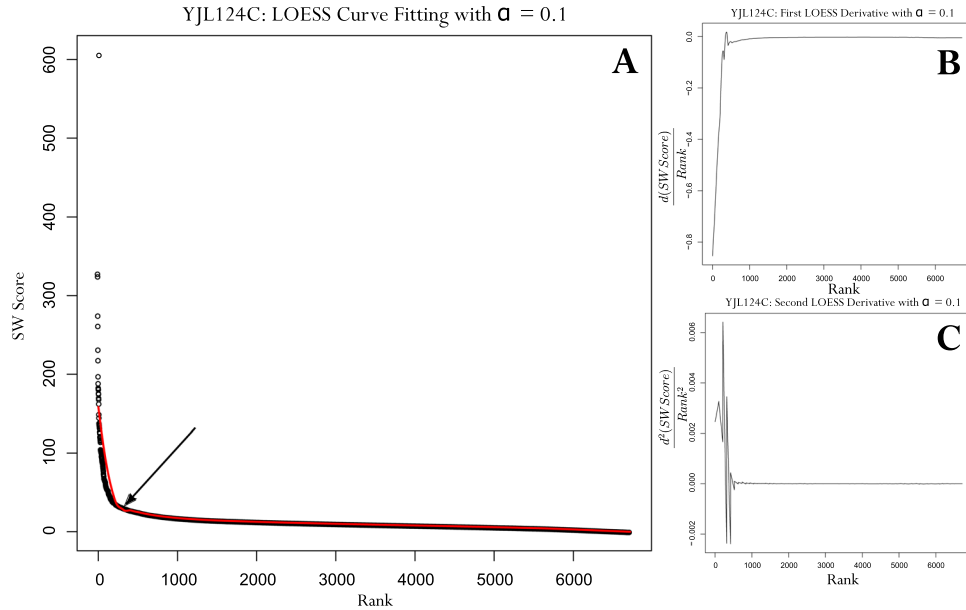 YJL124C: LOESS Curve Fitting with α = 0.1
A
SW Score
600
500
400
300
200
100
0
0 1000 2000 3000 4000 5000 6000
Rank
YJL124C: First LOESS Derivative with α = 0.1
B
d(SW Score)
Rank
0.0
−0.2
−0.4
−0.6
−0.8
0 1000 2000 3000 4000 5000 6000
Rank
YJL124C: Second LOESS Derivative with α = 0.1
C
d²(SW Score)
Rank²
0.006
0.004
0.002
0.000
−0.002
0 1000 2000 3000 4000 5000 6000
Rank